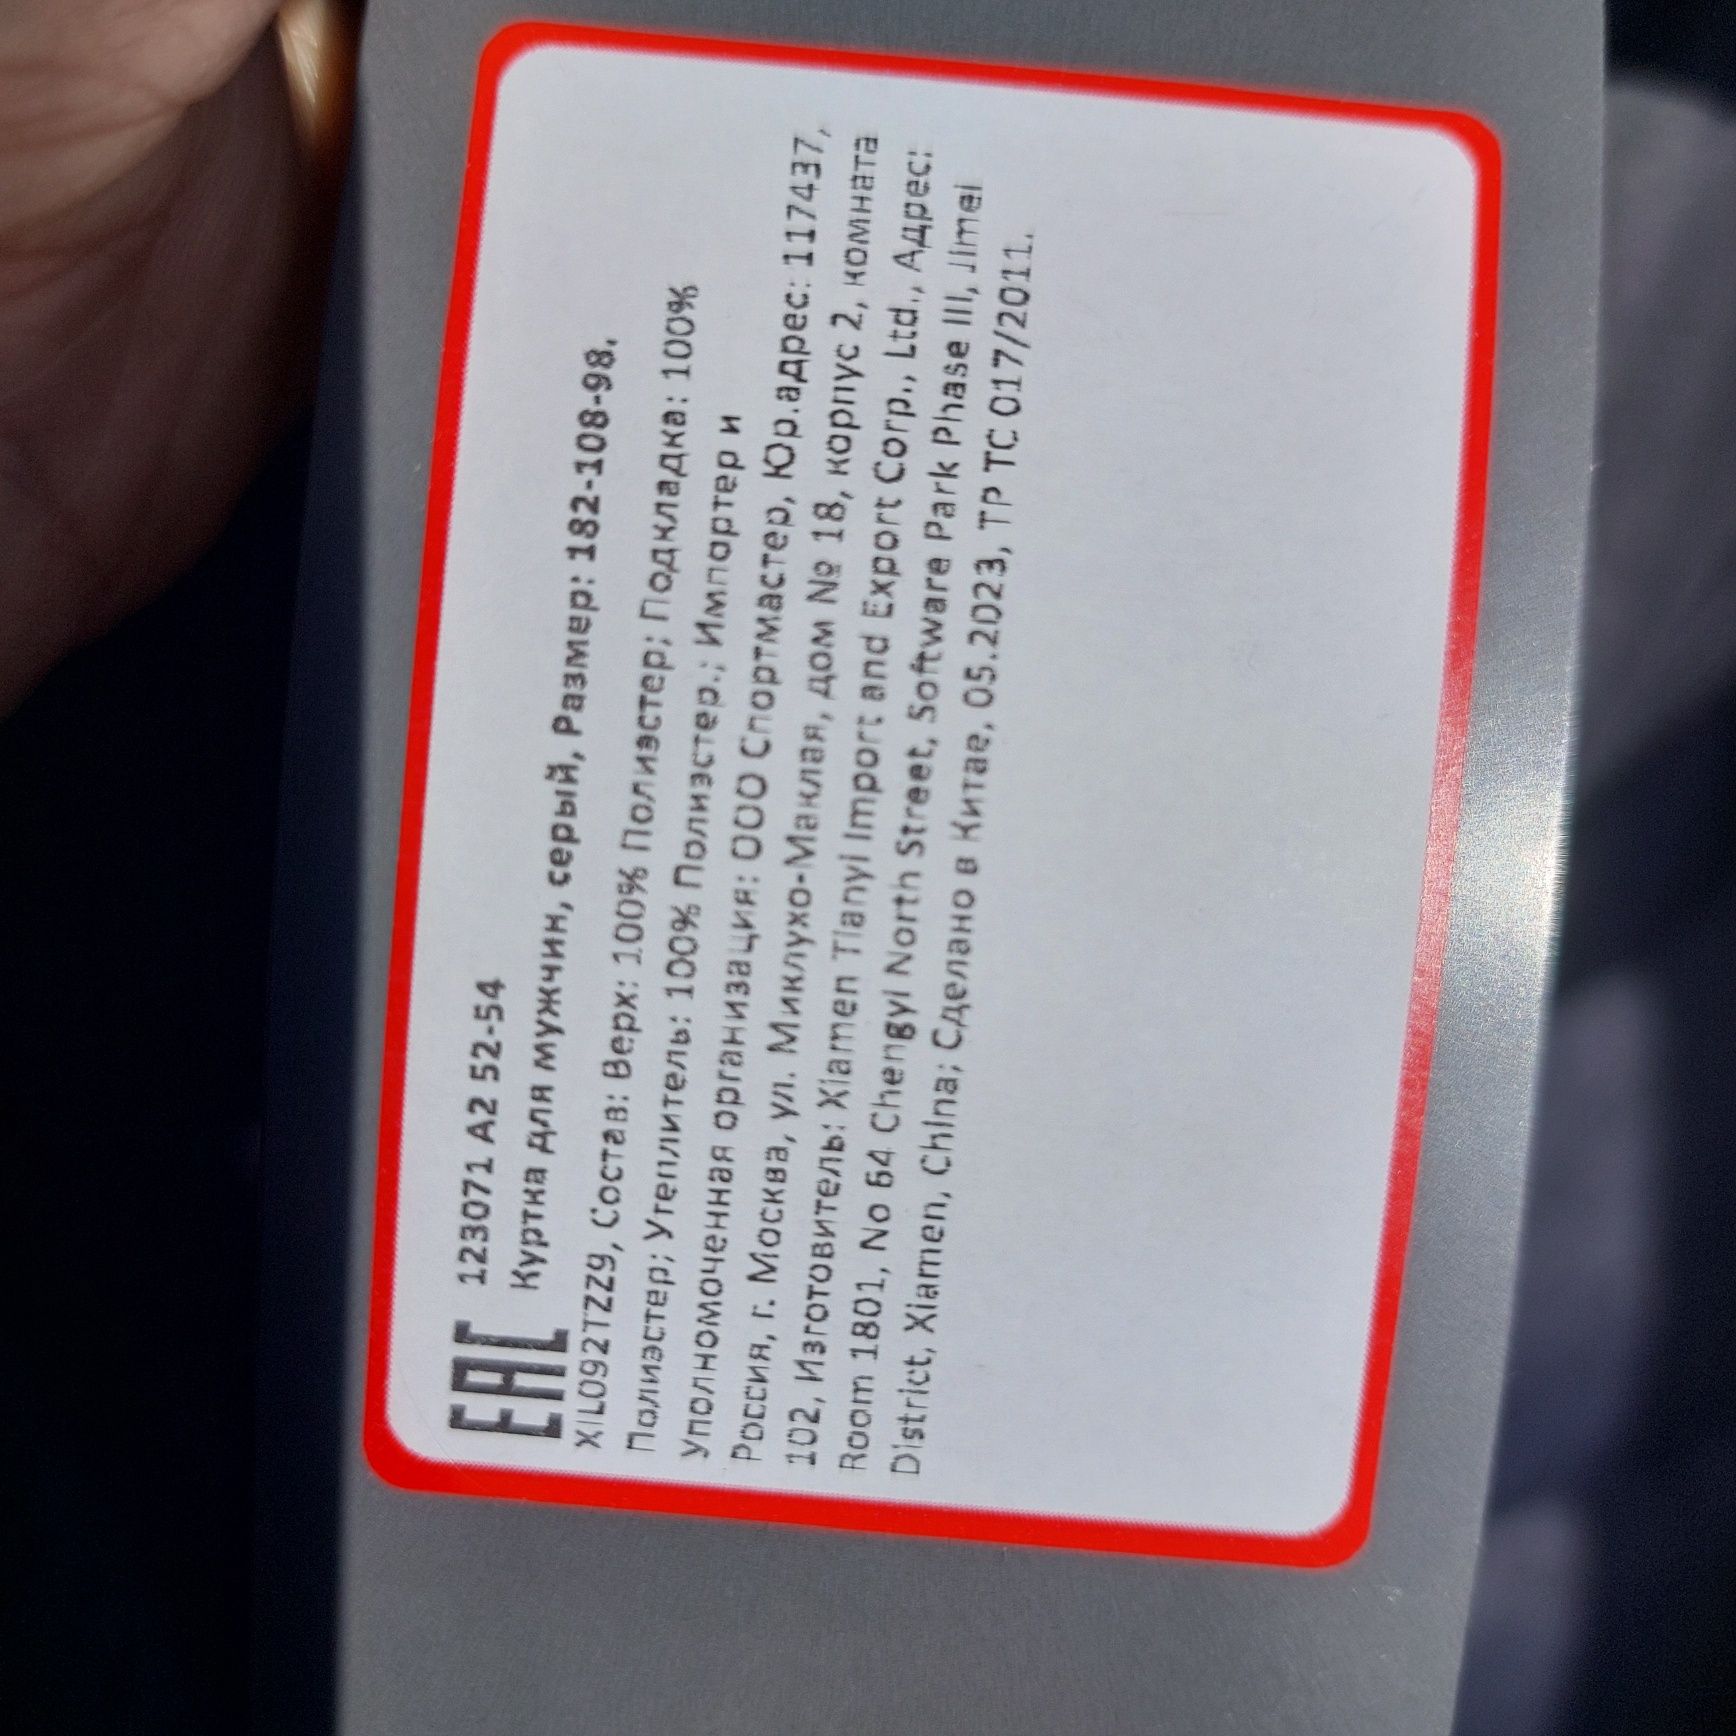 EAC 123071 A2 52-54
Куртка для мужчин, серый, Размер: 182-108-98.
XIL092TZZ9, Состав: Верх: 100% Полиэстер; Подкладка: 100%
Полиэстер; Утеплитель: 100% Полиэстер.; Импортер и
уполномоченная организация: ООО Спортмастер, Юр.адрес: 117437,
Россия, г. Москва, ул. Миклухо-Маклая, дом № 18, корпус 2, комната
102, Изготовитель: Xiamen Tianyi Import and Export Corp., Ltd., Адрес:
Room 1801, No 64 Chengyi North Street, Software Park Phase III, Jimei
District, Xiamen, China; Сделано в Китае, 05.2023, ТР ТС 017/2011.